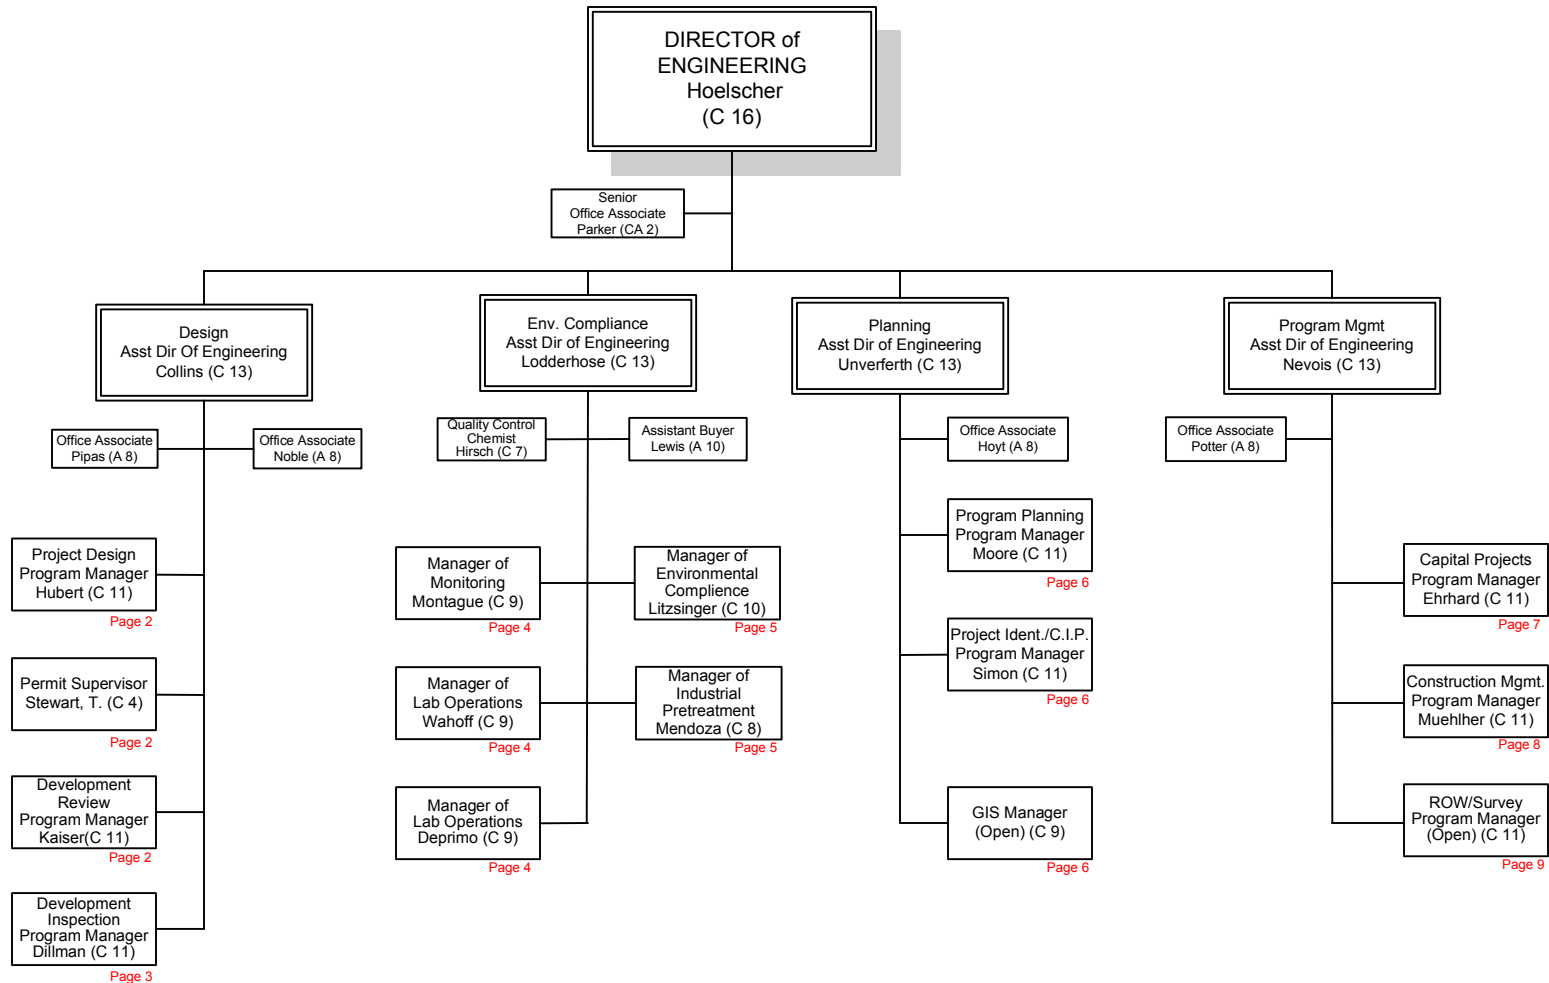 DIRECTOR of
ENGINEERING
Hoelscher
(C 16)
Senior
Office Associate
Parker (CA 2)
Design
Asst Dir Of Engineering
Collins (C 13)
Env. Compliance
Asst Dir of Engineering
Lodderhose (C 13)
Planning
Asst Dir of Engineering
Unverferth (C 13)
Program Mgmt
Asst Dir of Engineering
Nevois (C 13)
Office Associate
Pipas (A 8)
Office Associate
Noble (A 8)
Quality Control
Chemist
Hirsch (C 7)
Assistant Buyer
Lewis (A 10)
Office Associate
Hoyt (A 8)
Office Associate
Potter (A 8)
Project Design
Program Manager
Hubert (C 11)
Page 2
Permit Supervisor
Stewart, T. (C 4)
Page 2
Development
Review
Program Manager
Kaiser(C 11)
Page 2
Development
Inspection
Program Manager
Dillman (C 11)
Page 3
Manager of
Monitoring
Montague (C 9)
Page 4
Manager of
Environmental
Complience
Litzsinger (C 10)
Page 5
Manager of
Lab Operations
Wahoff (C 9)
Page 4
Manager of
Industrial
Pretreatment
Mendoza (C 8)
Page 5
Manager of
Lab Operations
Deprimo (C 9)
Page 4
Program Planning
Program Manager
Moore (C 11)
Page 6
Project Ident./C.I.P.
Program Manager
Simon (C 11)
Page 6
GIS Manager
(Open) (C 9)
Page 6
Capital Projects
Program Manager
Ehrhard (C 11)
Page 7
Construction Mgmt.
Program Manager
Muehlher (C 11)
Page 8
ROW/Survey
Program Manager
(Open) (C 11)
Page 9